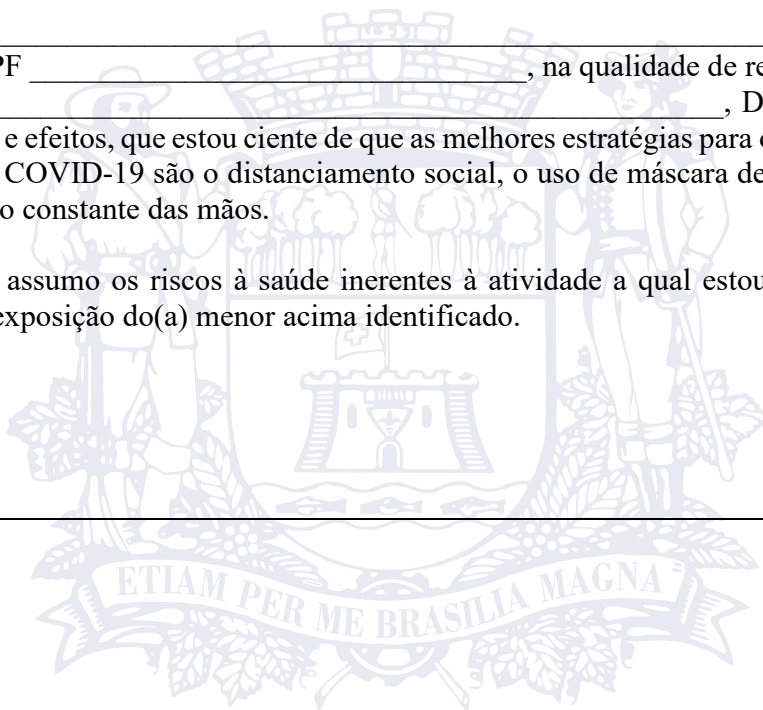 PF ________________________________, na qualidade de re
________________________________________________, D
e efeitos, que estou ciente de que as melhores estratégias para
COVID-19 são o distanciamento social, o uso de máscara de
o constante das mãos.
assumo os riscos à saúde inerentes à atividade a qual estou
exposição do(a) menor acima identificado.
ETIAM PER ME BRASILIA MAGNA